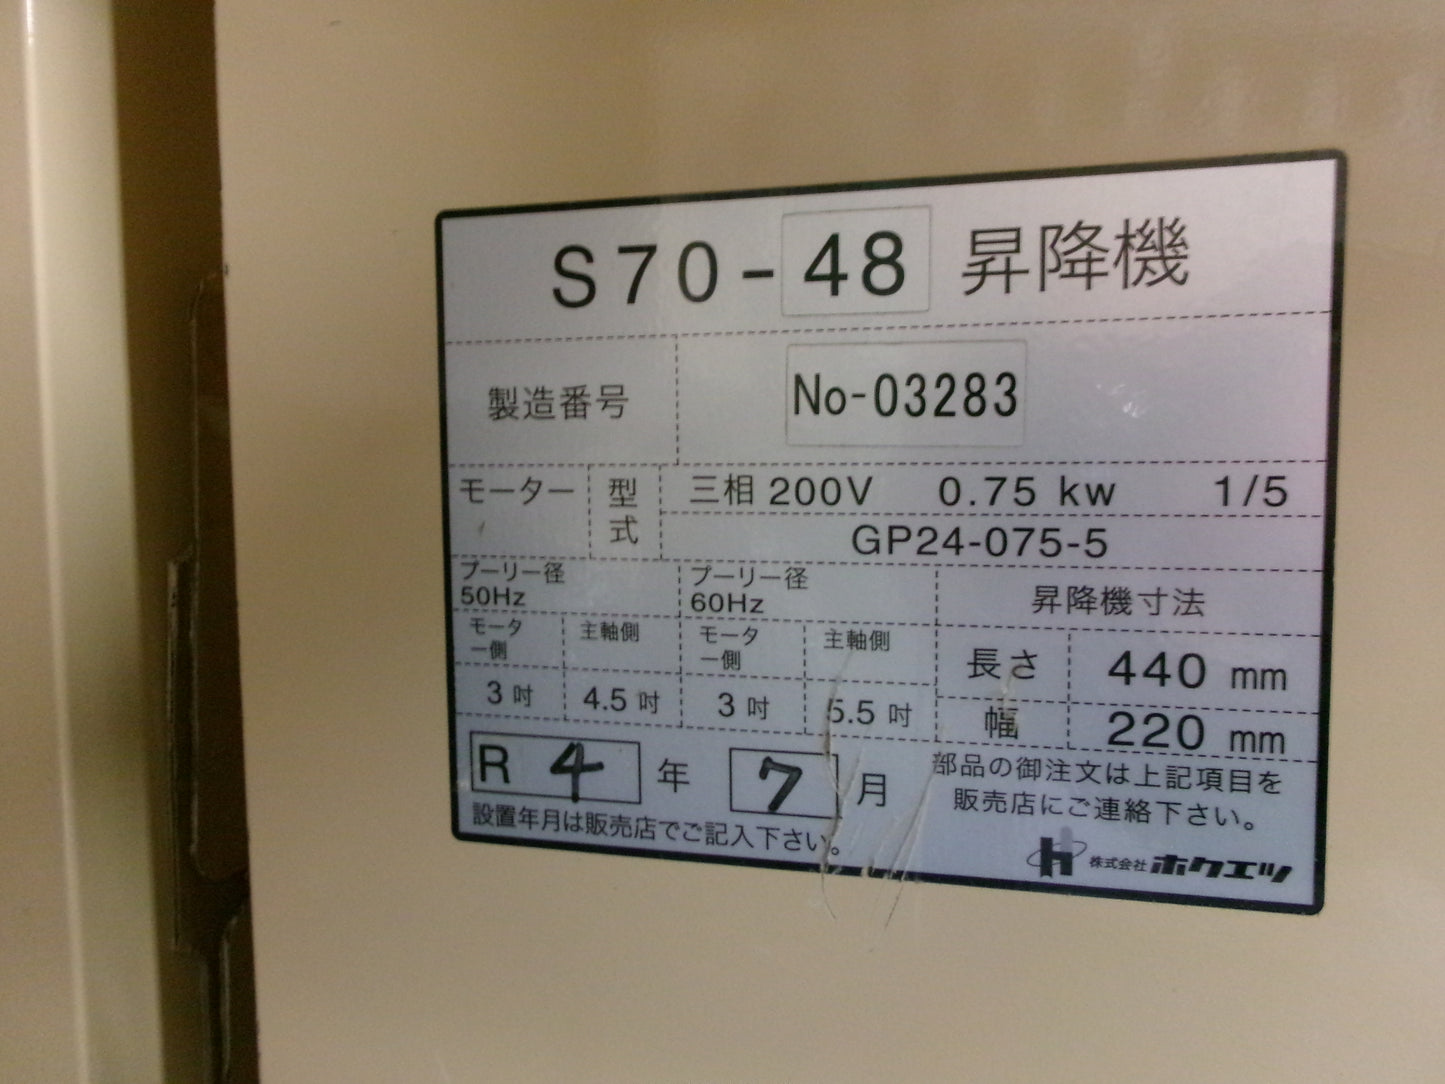 S70-48 昇降機
製造番号 No-03283
モーター 型式 三相 200V 0.75 kw 1/5
GP24-075-5
プーリー径 50Hz プーリー径 60Hz 昇降機寸法
モーター側 主軸側 モーター側 主軸側 長さ 440 mm
3 吋 4.5 吋 3 吋 5.5 吋 幅 220 mm
R 4 年 7 月
設置年月は販売店でご記入下さい。
部品の御注文は上記項目を
販売店にご連絡下さい。
株式会社 ホクエツ